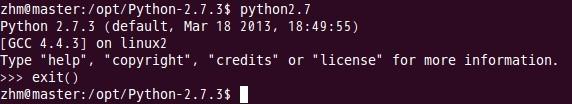 zhm@master:/opt/Python-2.7.3$ python2.7
Python 2.7.3 (default, Mar 18 2013, 18:49:55)
[GCC 4.4.3] on linux2
Type "help", "copyright", "credits" or "license" for more information.
>>> exit()
zhm@master:/opt/Python-2.7.3$